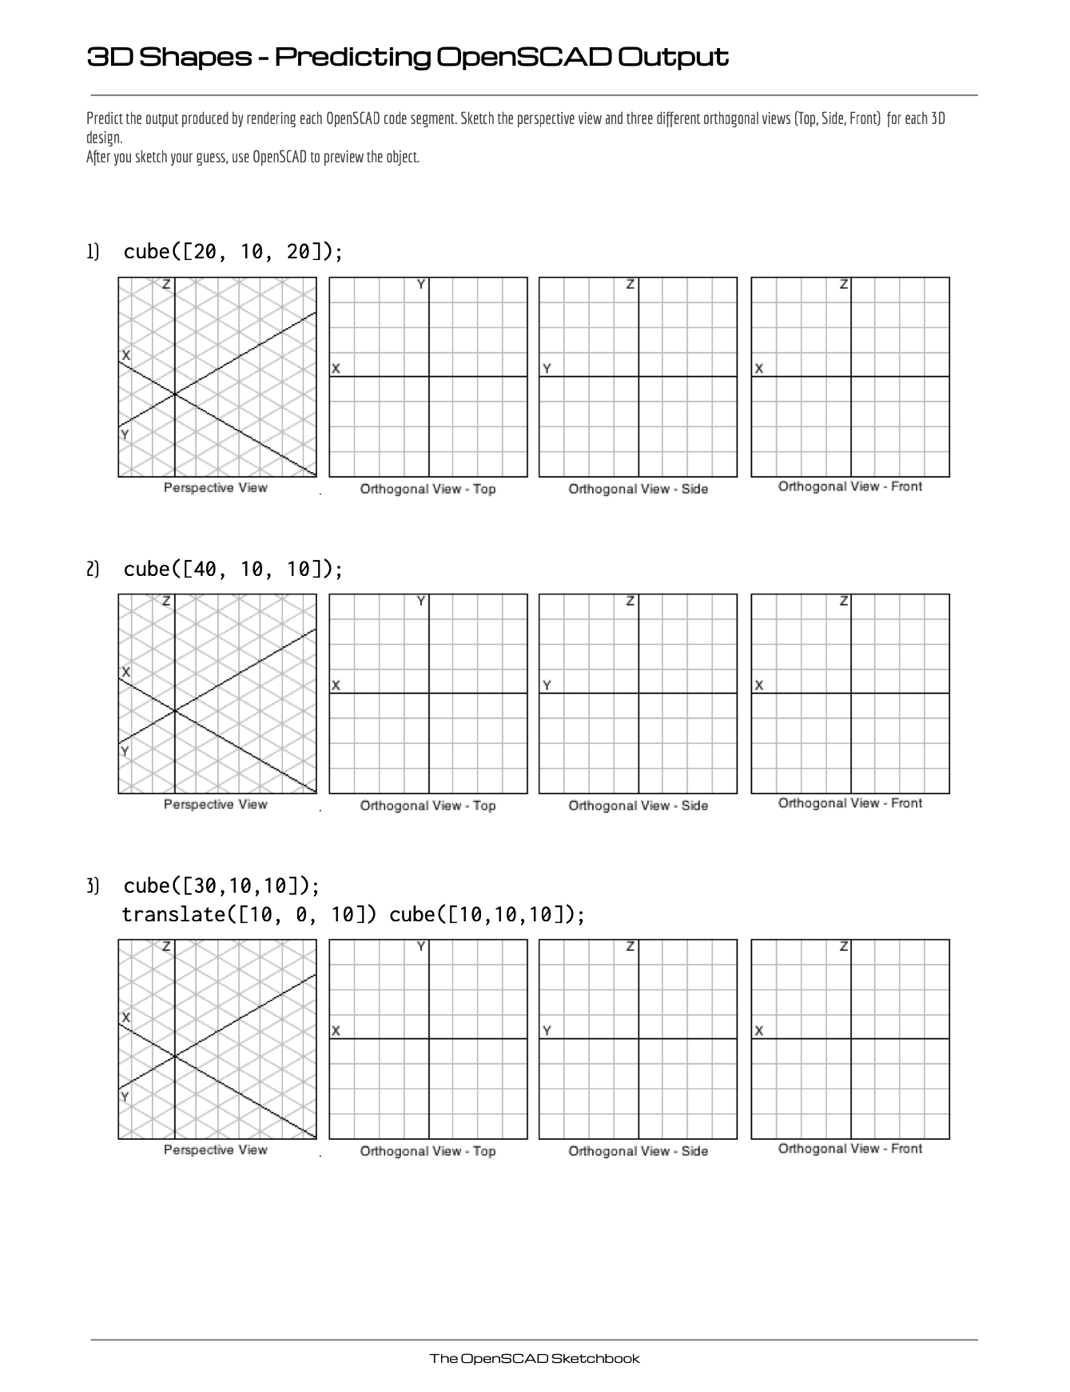 3D Shapes - Predicting OpenSCAD Output
Predict the output produced by rendering each OpenSCAD code segment. Sketch the perspective view and three different orthogonal views (Top, Side, Front) for each 3D
design.
After you sketch your guess, use OpenSCAD to preview the object.
1) cube([20, 10, 20]);
Z Y Z Z
X X Y X
Y
Perspective View . Orthogonal View - Top Orthogonal View - Side Orthogonal View - Front
2) cube([40, 10, 10]);
Z Y Z Z
X X Y X
Y
Perspective View . Orthogonal View - Top Orthogonal View - Side Orthogonal View - Front
3) cube([30,10,10]);
translate([10, 0, 10]) cube([10,10,10]);
Z Y Z Z
X X Y X
Y
Perspective View . Orthogonal View - Top Orthogonal View - Side Orthogonal View - Front
The OpenSCAD Sketchbook